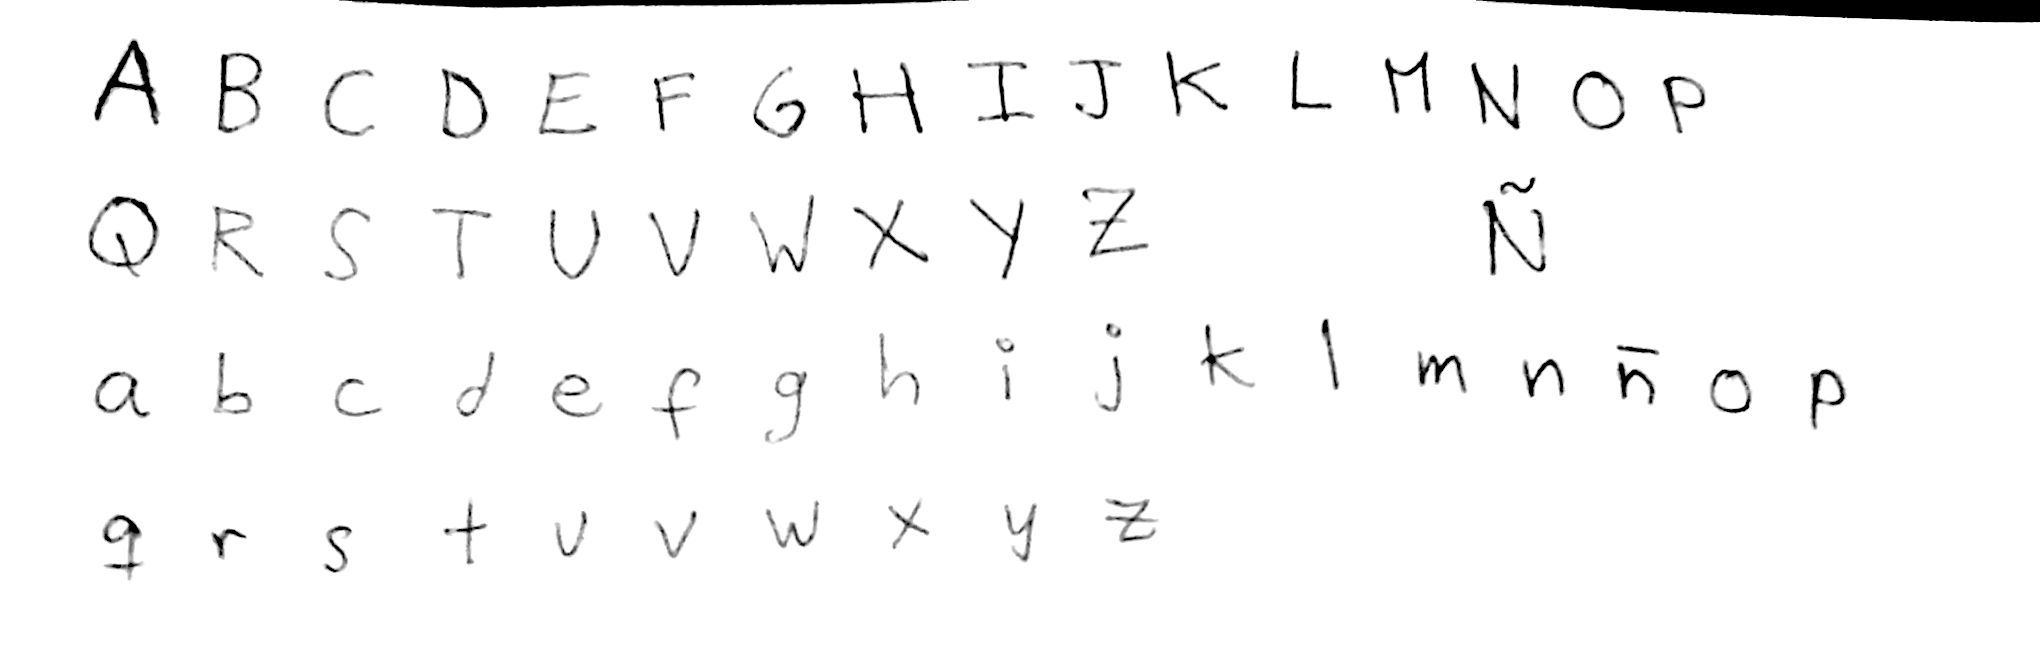 A B C D E F G H I J K L M N O P
Q R S T U V W X Y Z Ñ
a b c d e f g h i j k l m n ñ o p
q r s t u v w x y z